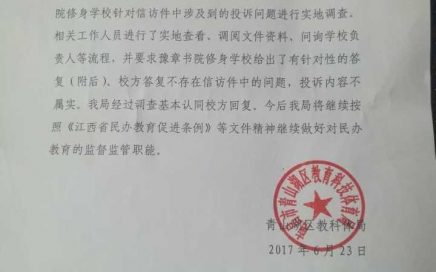 院修身学校针对信访件中涉及到的投诉问题进行实地调查。
相关工作人员进行了实地查看、调阅文件资料、问询学校负
责人等流程，并要求豫章书院修身学校给出了有针对性的答
复（附后）。校方答复不存在信访件中的问题，投诉内容不
属实。我局经过调查基本认同校方回复。今后我局将继续按
照《江西省民办教育促进条例》等文件精神继续做好对民办
教育的监督监管职能。
青山湖区教育科技体育局
青山湖区教科体局
2017 年 6 月 23 日